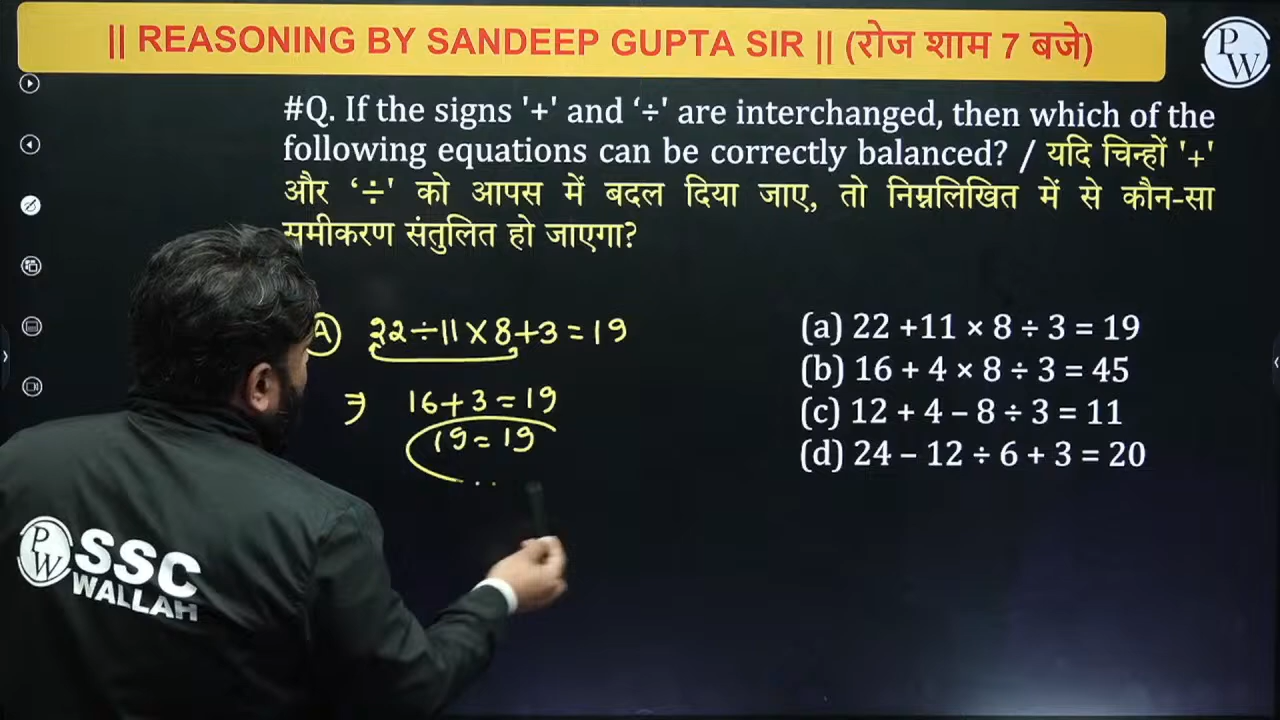 || REASONING BY SANDEEP GUPTA SIR || (रोज शाम 7 बजे)
PW
#Q. If the signs '+' and ‘÷' are interchanged, then which of the
following equations can be correctly balanced? / यदि चिन्हों '+'
और ‘÷' को आपस में बदल दिया जाए, तो निम्नलिखित में से कौन-सा
समीकरण संतुलित हो जाएगा?
A 22÷11×8+3=19
⇒ 16+3=19
19=19
(a) 22 +11 × 8 ÷ 3 = 19
(b) 16 + 4 × 8 ÷ 3 = 45
(c) 12 + 4 – 8 ÷ 3 = 11
(d) 24 – 12 ÷ 6 + 3 = 20
PW SSC
WALLAH